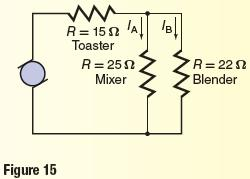 R = 15 Ω
Toaster
I_A
I_B
R = 25 Ω
Mixer
R = 22 Ω
Blender
Figure 15